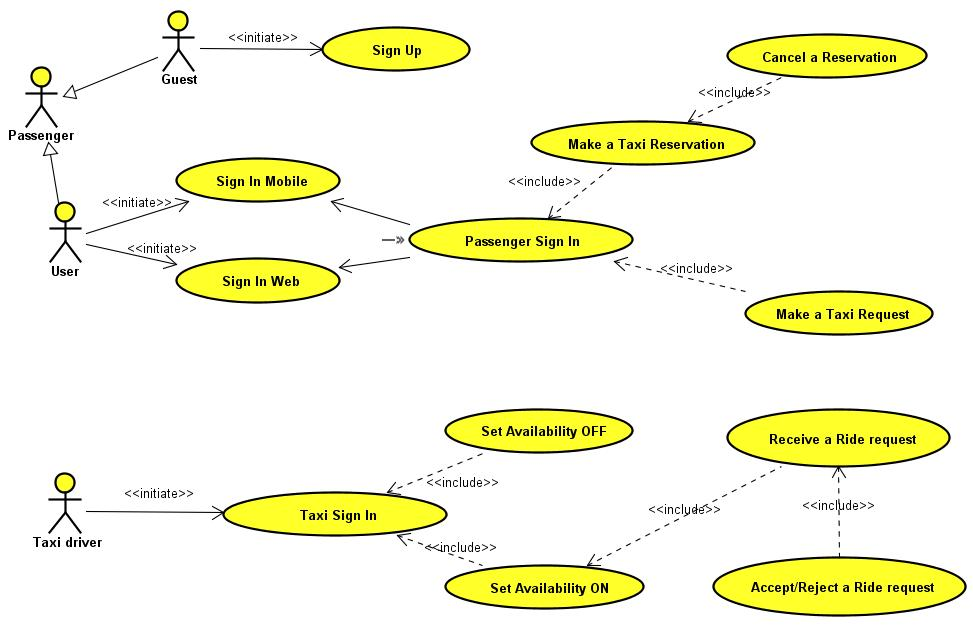 <<initiate>>
Sign Up
Guest
Cancel a Reservation
<<include>>
Passenger
Make a Taxi Reservation
Sign In Mobile
<<include>>
<<initiate>>
Passenger Sign In
<<initiate>>
User
Sign In Web
<<include>>
Make a Taxi Request
Set Availability OFF
Receive a Ride request
<<include>>
<<initiate>>
Taxi Sign In
<<include>>
<<include>>
Taxi driver
<<include>>
Set Availability ON
Accept/Reject a Ride request